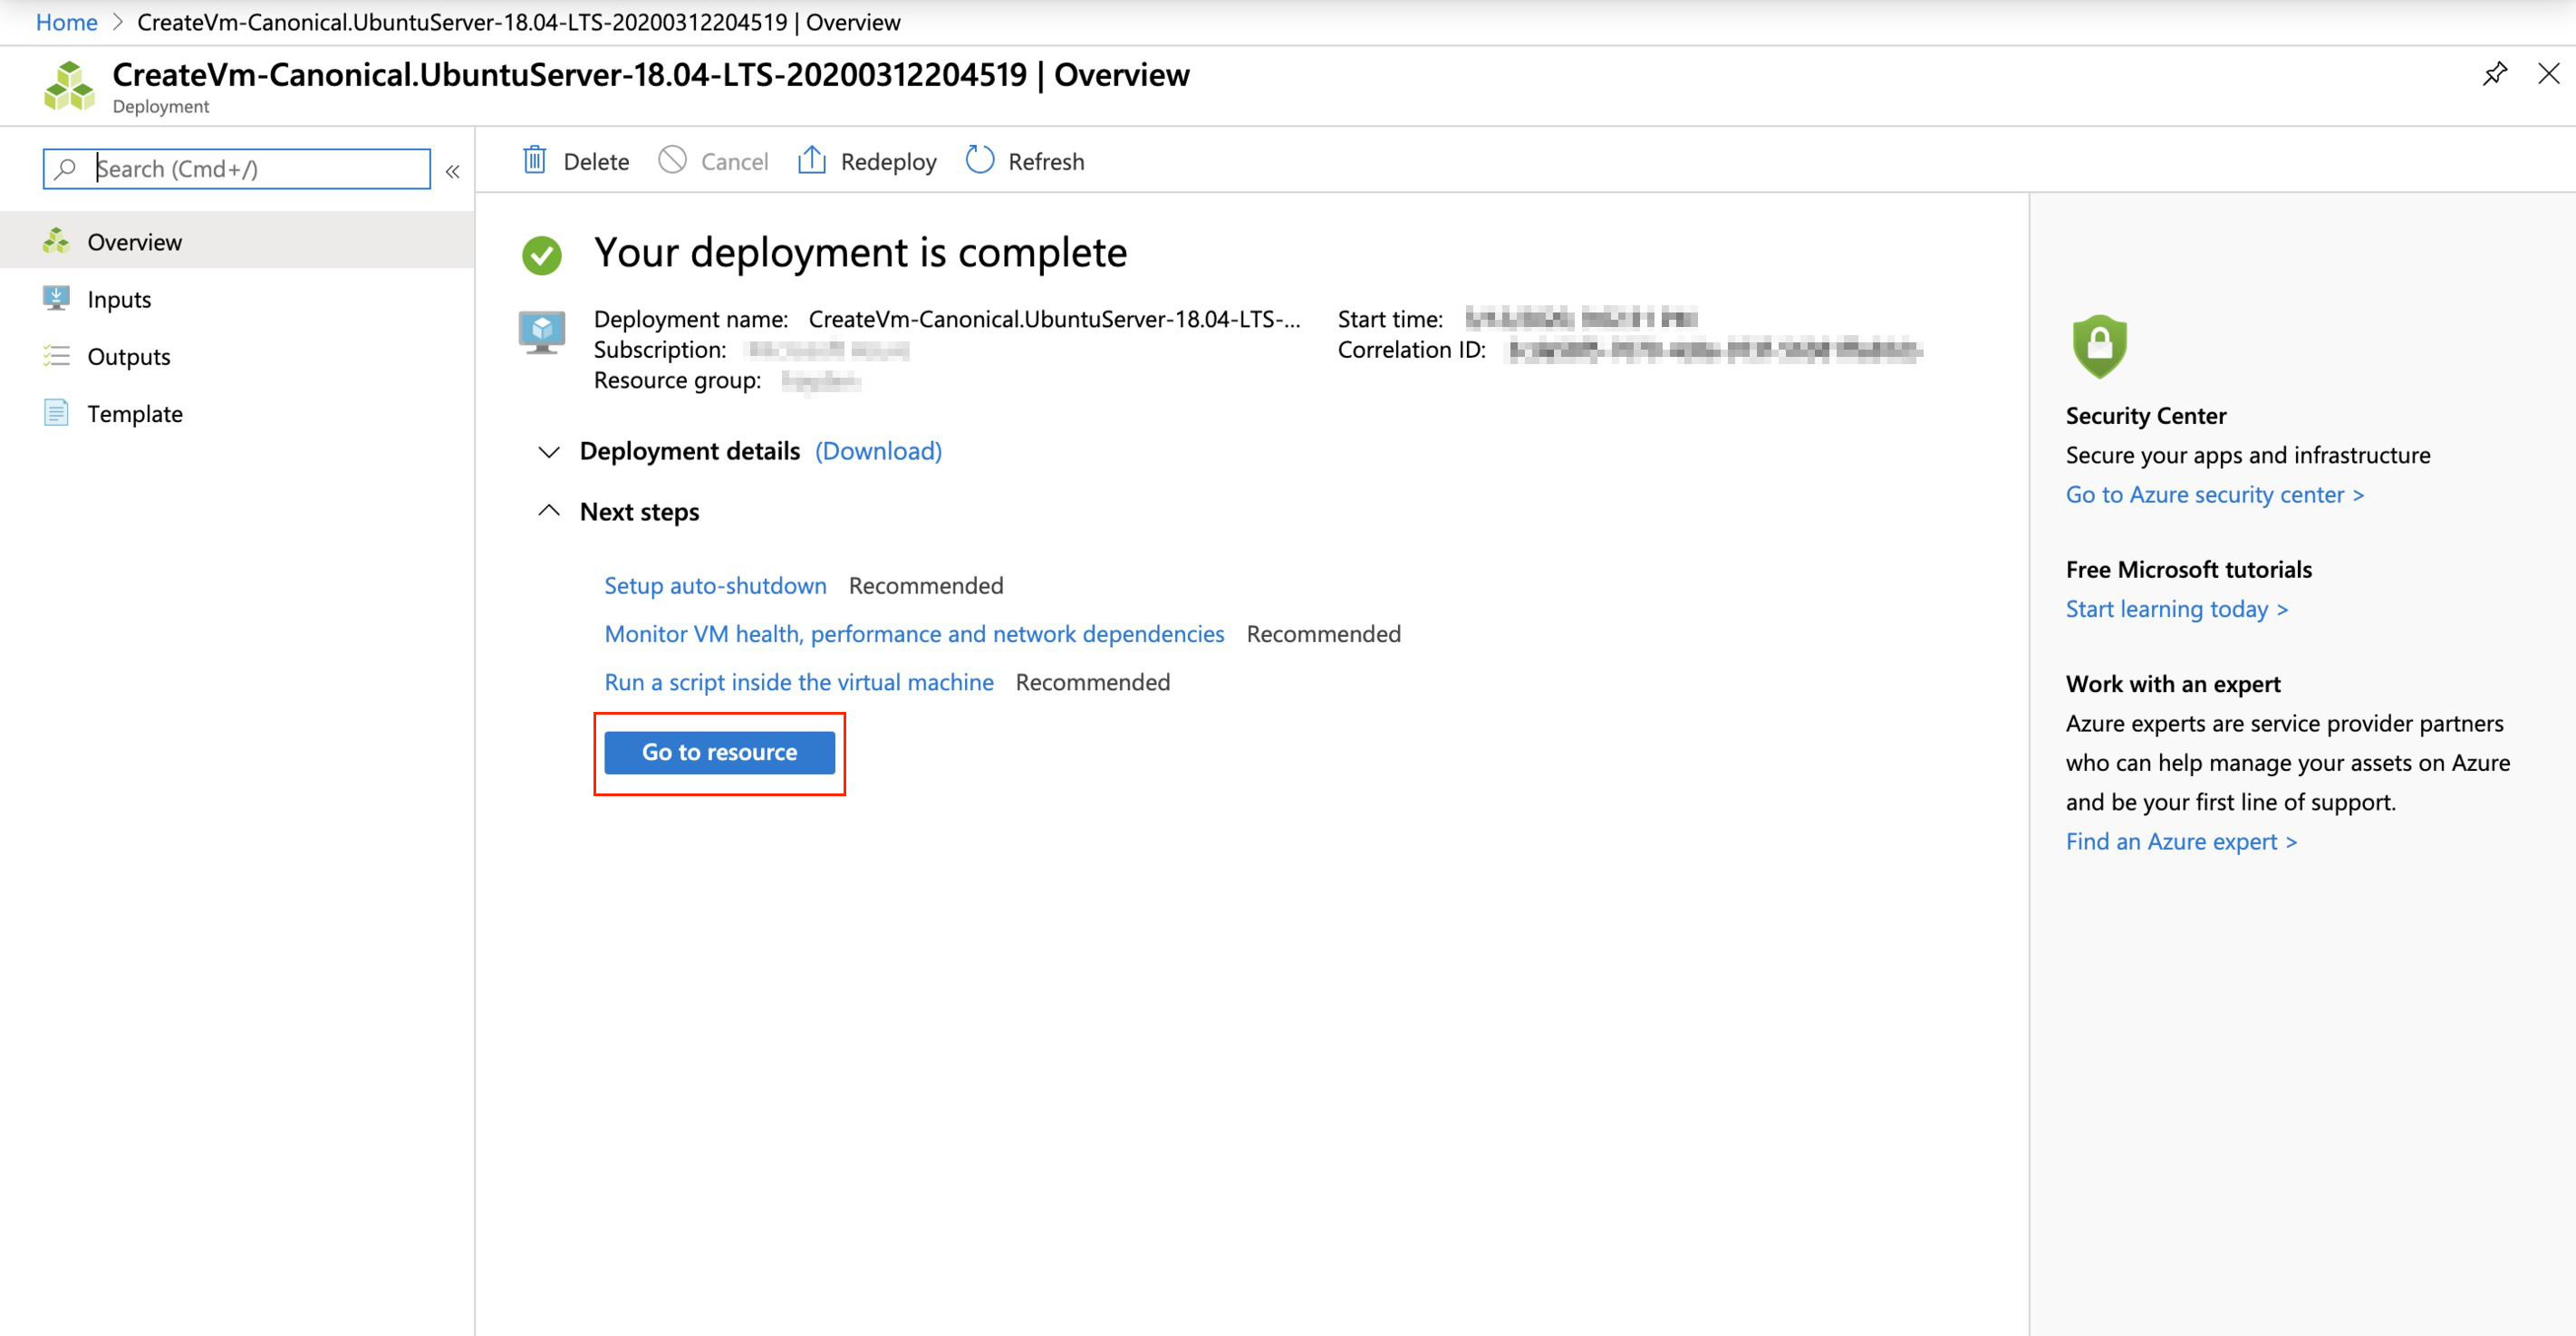 Home > CreateVm-Canonical.UbuntuServer-18.04-LTS-20200312204519 | Overview
CreateVm-Canonical.UbuntuServer-18.04-LTS-20200312204519 | Overview
Deployment
Search (Cmd+/)
«
Overview
Inputs
Outputs
Template
Delete
Cancel
Redeploy
Refresh
Your deployment is complete
Deployment name: CreateVm-Canonical.UbuntuServer-18.04-LTS-...
Subscription:
Resource group:
Start time:
Correlation ID:
Deployment details (Download)
Next steps
Setup auto-shutdown Recommended
Monitor VM health, performance and network dependencies Recommended
Run a script inside the virtual machine Recommended
Go to resource
Security Center
Secure your apps and infrastructure
Go to Azure security center >
Free Microsoft tutorials
Start learning today >
Work with an expert
Azure experts are service provider partners
who can help manage your assets on Azure
and be your first line of support.
Find an Azure expert >